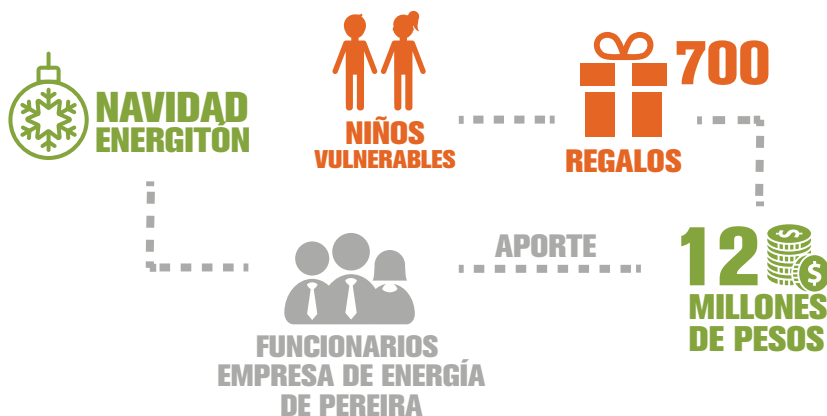 NAVIDAD
ENERGITÓN
NIÑOS
VULNERABLES
700
REGALOS
FUNCIONARIOS
EMPRESA DE ENERGÍA
DE PEREIRA
APORTE
12
$
$
MILLONES
DE PESOS